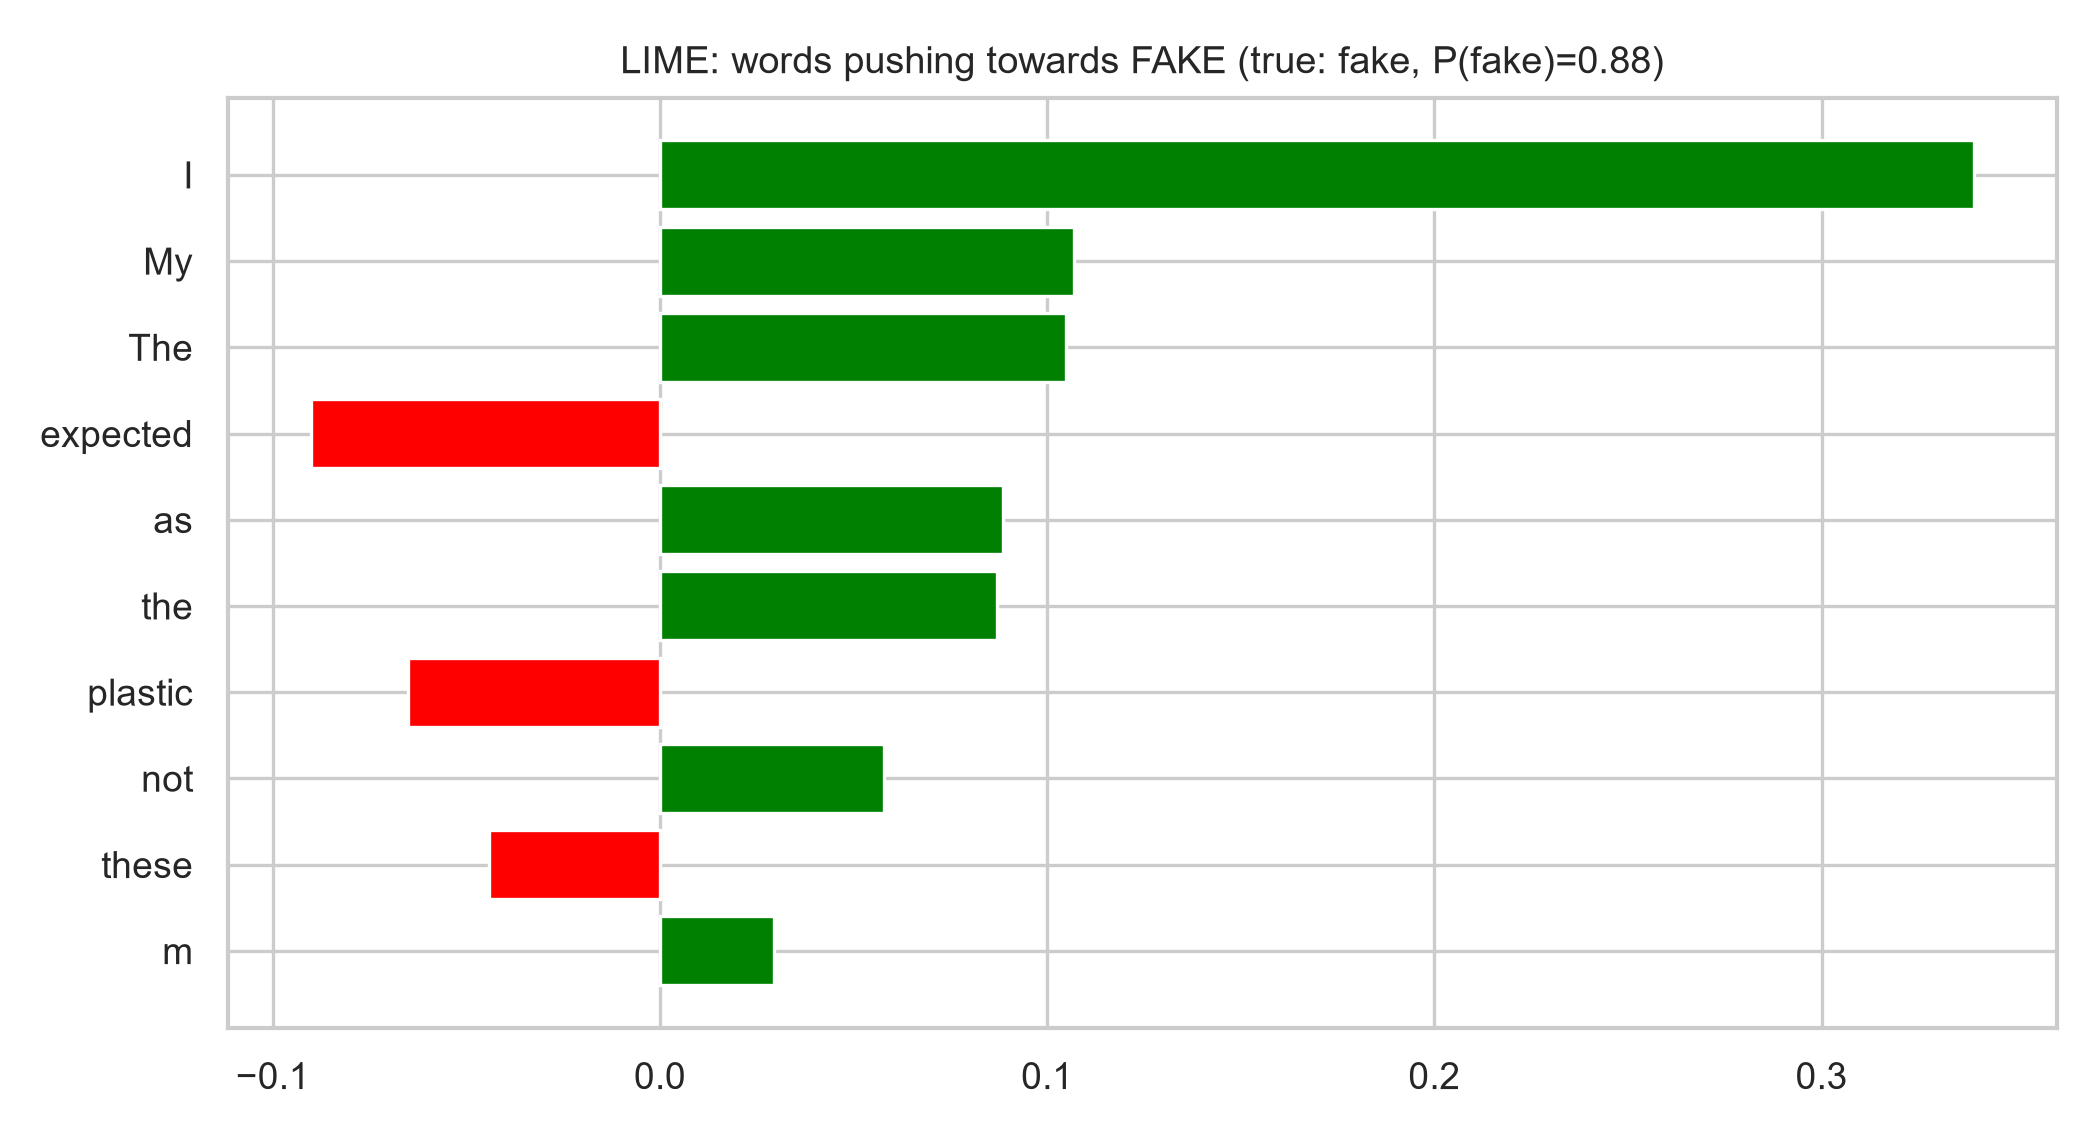 LIME: words pushing towards FAKE (true: fake, P(fake)=0.88)
I
My
The
expected
as
the
plastic
not
these
m
−0.1 0.0 0.1 0.2 0.3